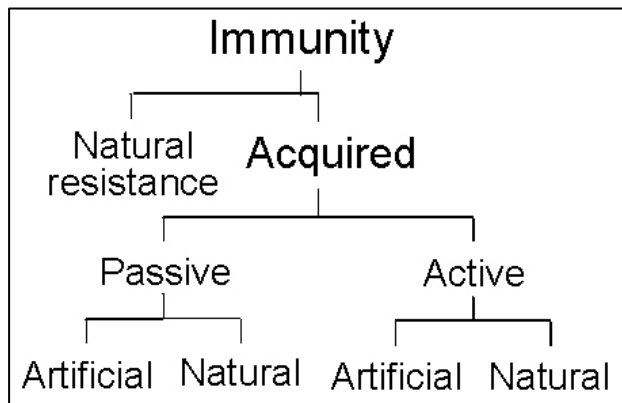 Immunity
Natural
resistance
Acquired
Passive
Active
Artificial
Natural
Artificial
Natural